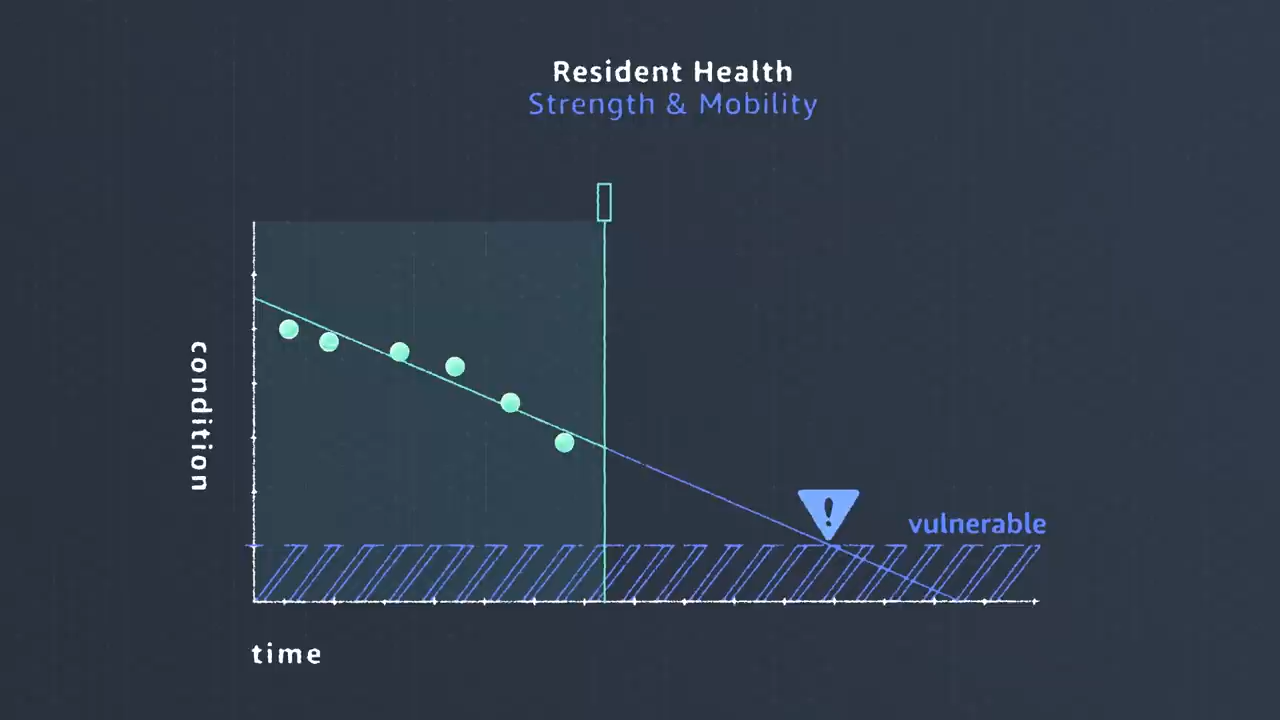 Resident Health
Strength & Mobility
condition
!
vulnerable
time